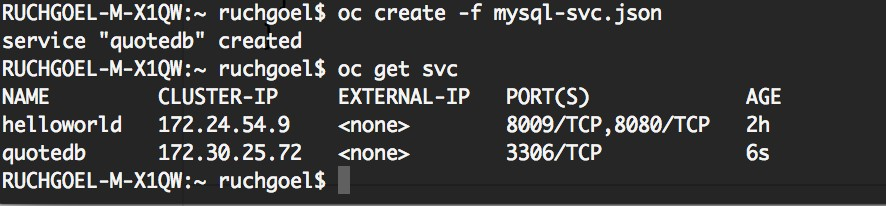 RUCHGOEL-M-X1QW:~ ruchgoel$ oc create -f mysql-svc.json
service "quotedb" created
RUCHGOEL-M-X1QW:~ ruchgoel$ oc get svc
NAME CLUSTER-IP EXTERNAL-IP PORT(S) AGE
helloworld 172.24.54.9 <none> 8009/TCP,8080/TCP 2h
quotedb 172.30.25.72 <none> 3306/TCP 6s
RUCHGOEL-M-X1QW:~ ruchgoel$